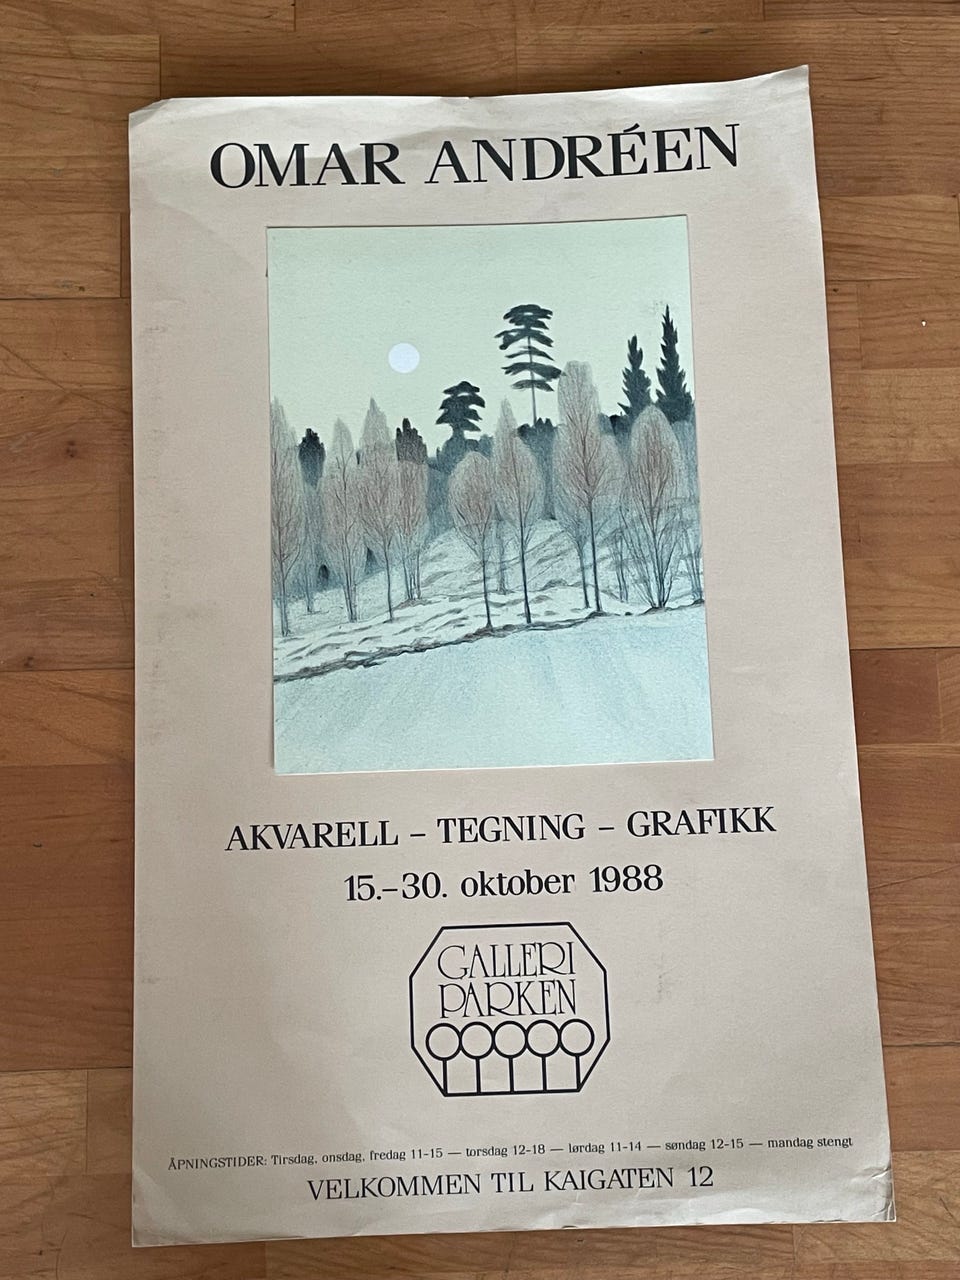 OMAR ANDRÉEN
AKVARELL – TEGNING – GRAFIKK
15.–30. oktober 1988
GALLERI
PARKEN
ÅPNINGSTIDER: Tirsdag, onsdag, fredag 11-15 — torsdag 12-18 — lørdag 11-14 — søndag 12-15 — mandag stengt
VELKOMMEN TIL KAIGATEN 12